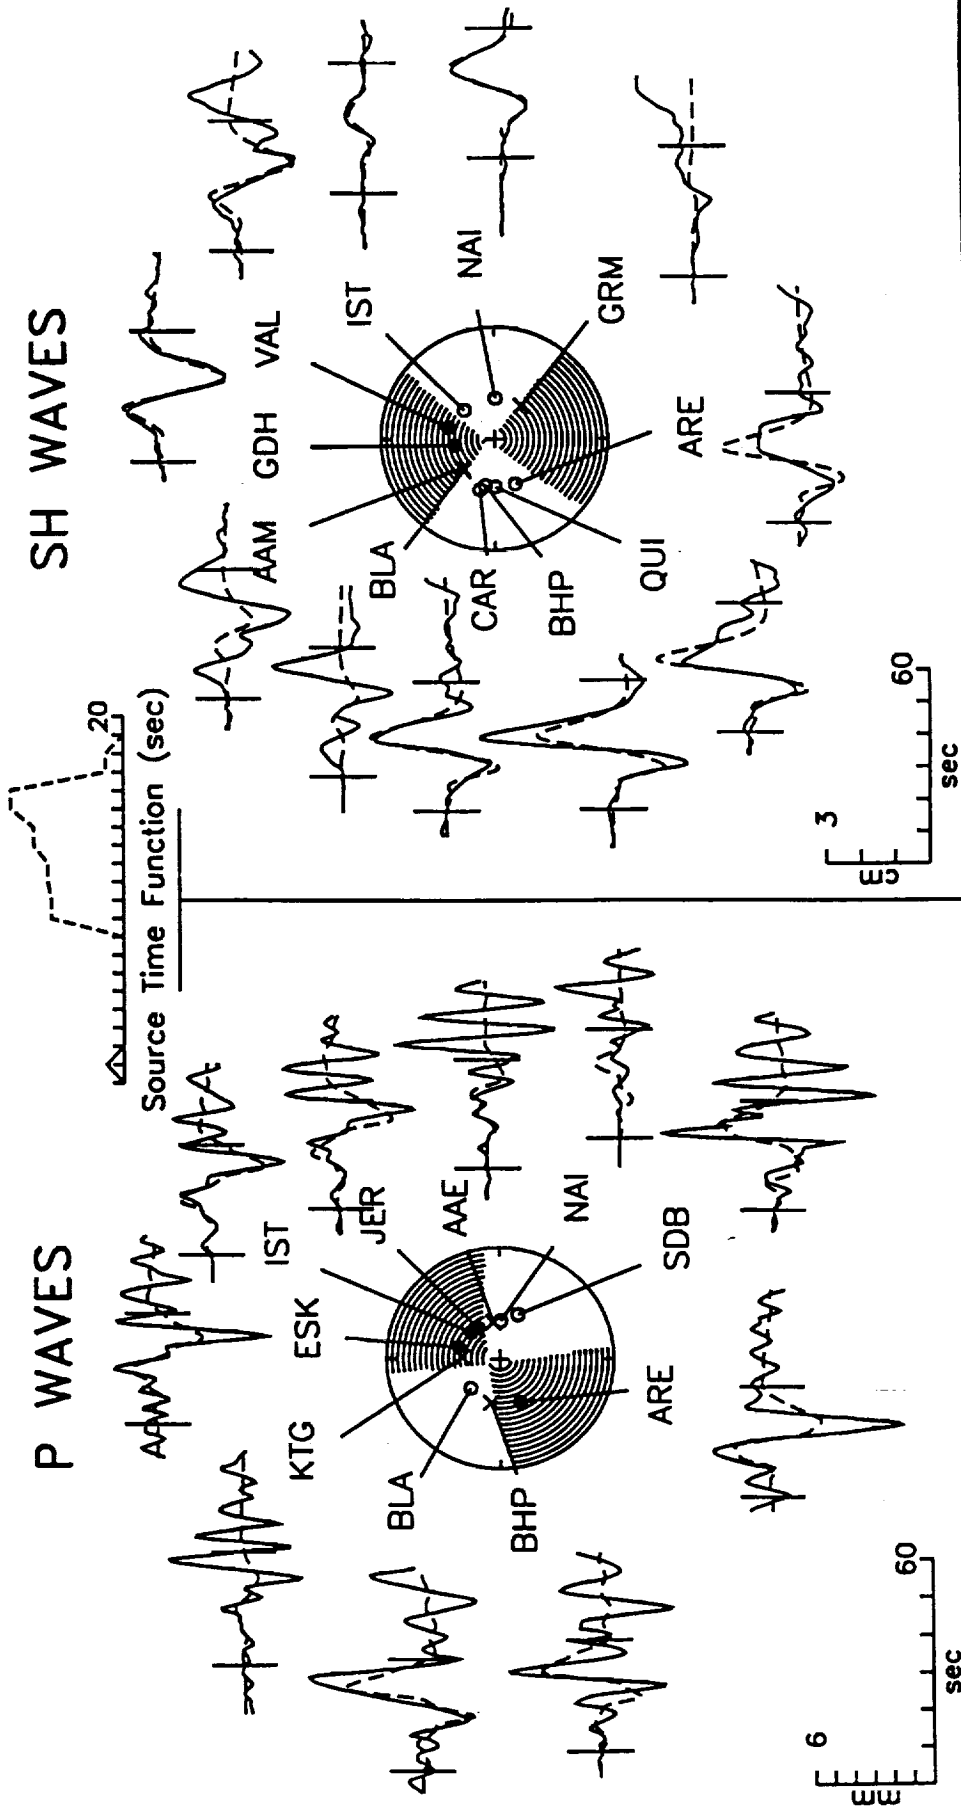 P WAVES
SH WAVES
20
Source Time Function (sec)
KTG
ESK
IST
JER
AAE
NAI
SDB
ARE
BHP
BLA
6
mm
60
sec
BLA
AAM
GDH
VAL
IST
NAI
GRM
ARE
QUI
BHP
CAR
3
cm
60
sec